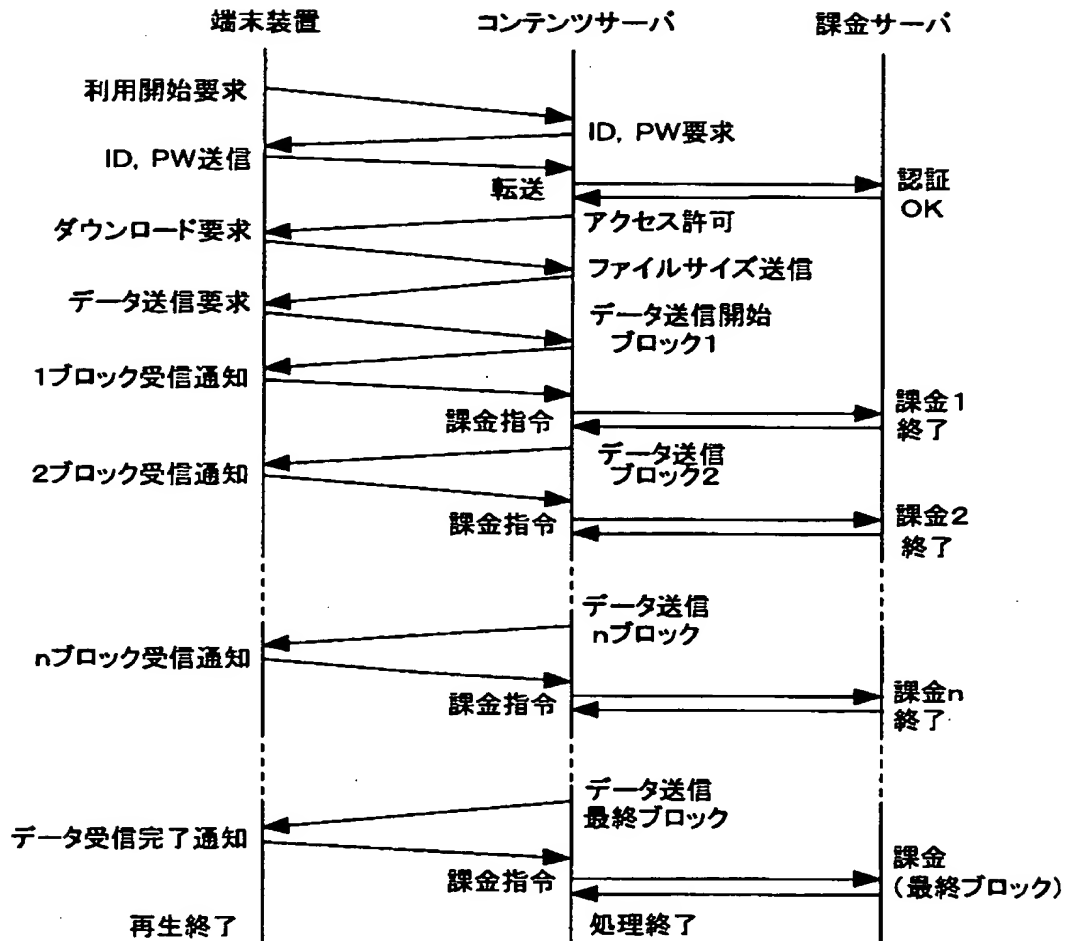 端末装置 コンテンツサーバ 課金サーバ
利用開始要求
ID, PW要求
ID, PW送信
転送
認証
OK
アクセス許可
ダウンロード要求
ファイルサイズ送信
データ送信要求
データ送信開始
ブロック1
1ブロック受信通知
課金指令
課金1
終了
データ送信
ブロック2
2ブロック受信通知
課金指令
課金2
終了
データ送信
nブロック
nブロック受信通知
課金指令
課金n
終了
データ送信
最終ブロック
データ受信完了通知
課金指令
課金
(最終ブロック)
再生終了
処理終了